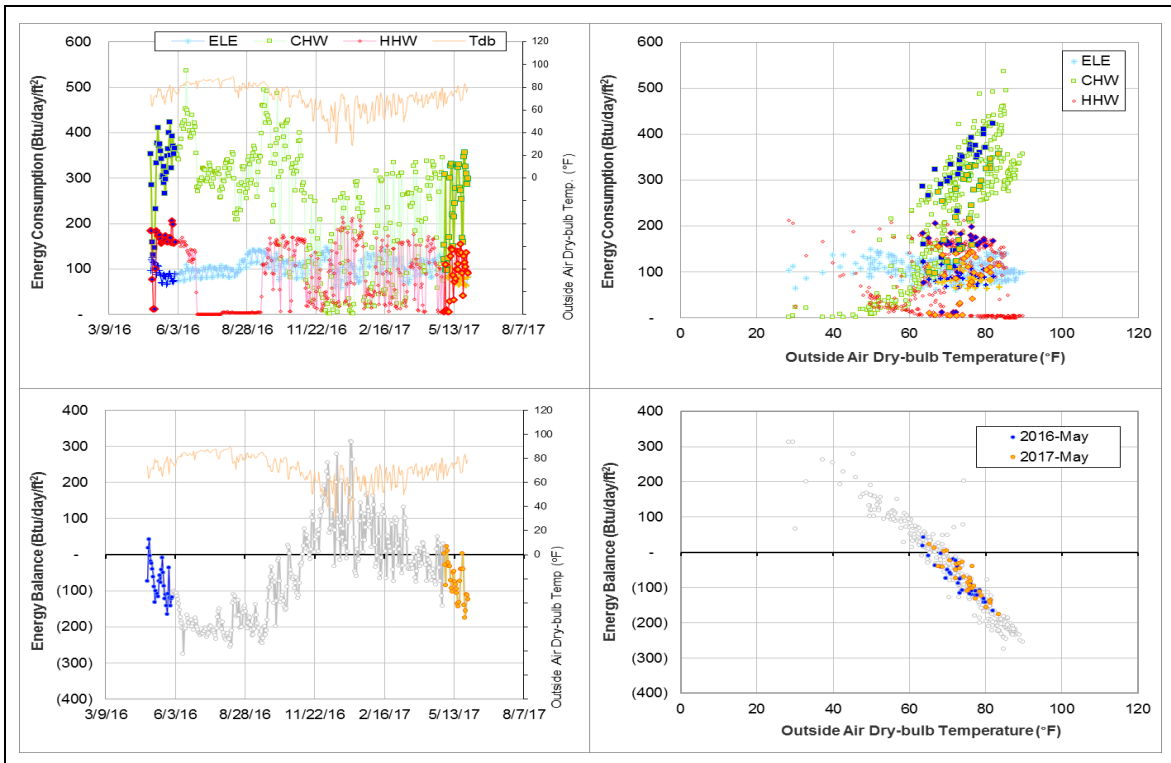 ELE CHW HHW Tdb
Energy Consumption (Btu/day/ft²)
600
500
400
300
200
100
-
120
100
80
60
40
20
0
Outside Air Dry-bulb Temp. (°F)
3/9/16 6/3/16 8/28/16 11/22/16 2/16/17 5/13/17 8/7/17
Energy Consumption (Btu/day/ft²)
600
500
400
300
200
100
-
ELE
CHW
HHW
0 20 40 60 80 100 120
Outside Air Dry-bulb Temperature (°F)
Energy Balance (Btu/day/ft²)
400
300
200
100
-
(100)
(200)
(300)
(400)
120
100
80
60
40
20
0
Outside Air Dry-bulb Temp (°F)
3/9/16 6/3/16 8/28/16 11/22/16 2/16/17 5/13/17 8/7/17
Energy Balance (Btu/day/ft²)
400
300
200
100
-
(100)
(200)
(300)
(400)
2016-May
2017-May
0 20 40 60 80 100 120
Outside Air Dry-bulb Temperature (°F)